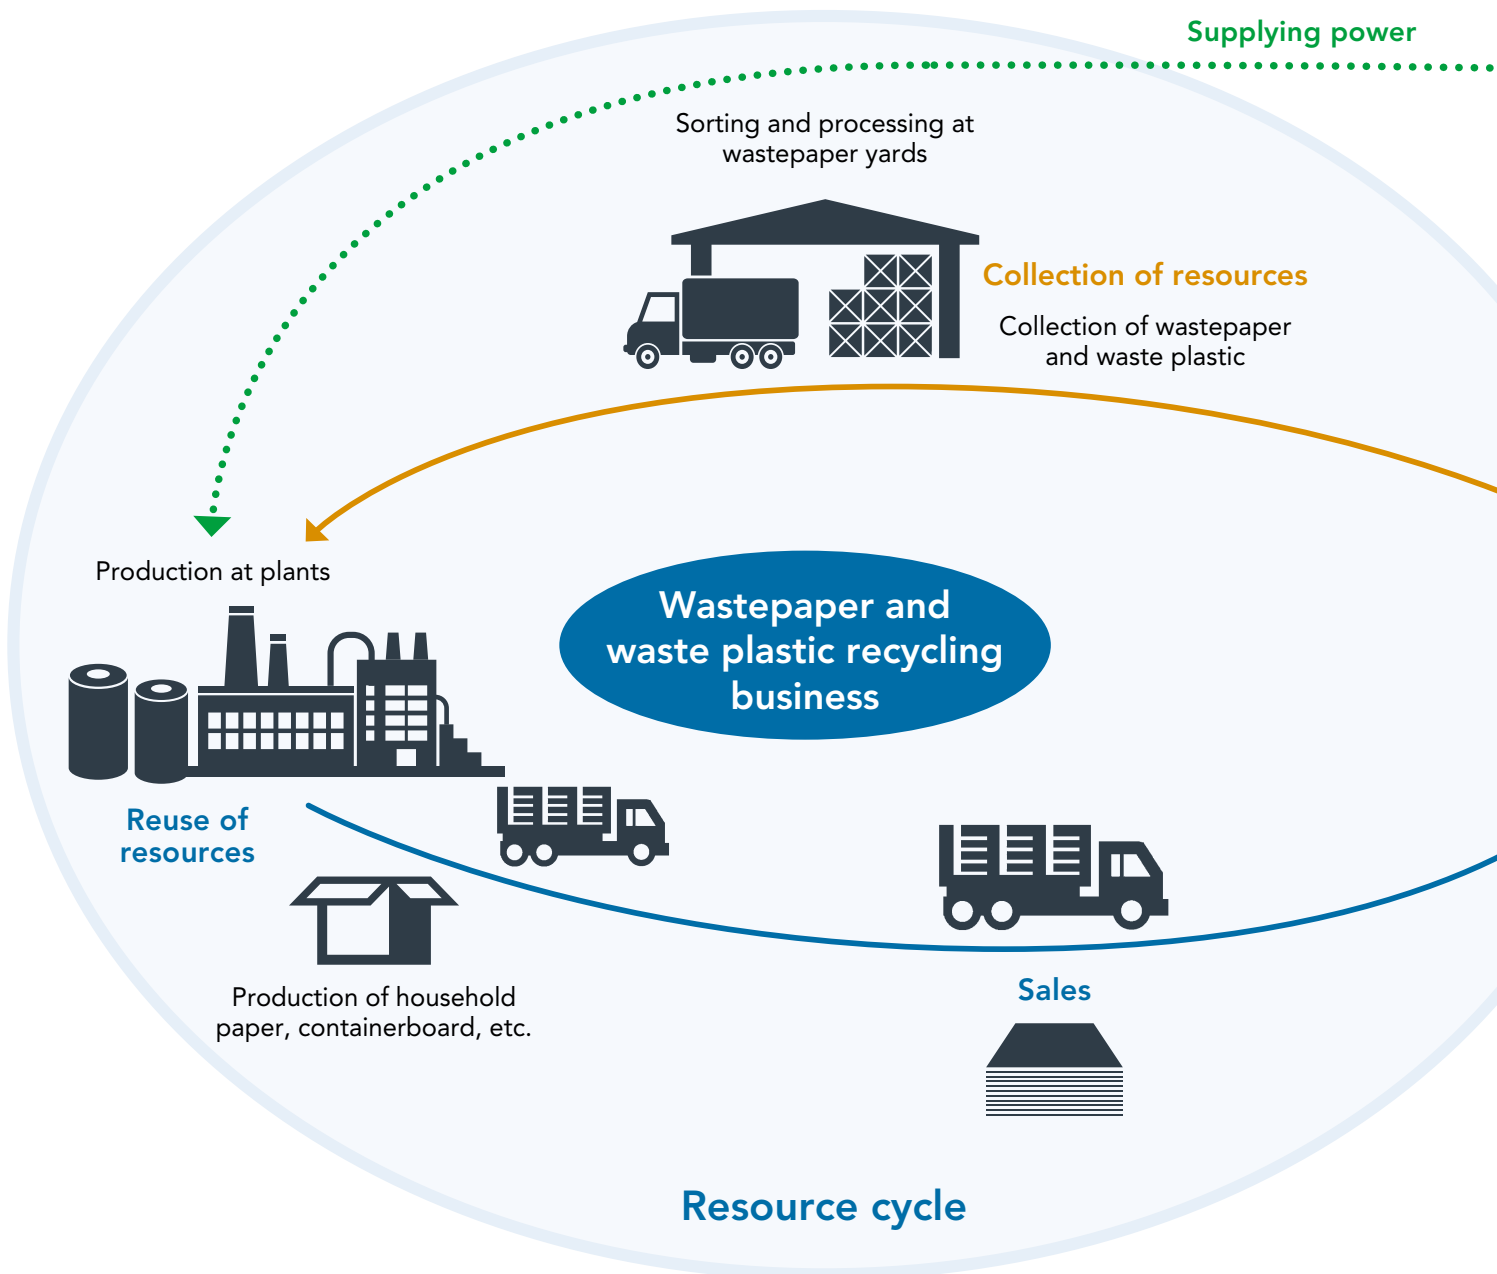 Supplying power
Sorting and processing at
wastepaper yards
Collection of resources
Collection of wastepaper
and waste plastic
Production at plants
Wastepaper and
waste plastic recycling
business
Reuse of
resources
Production of household
paper, containerboard, etc.
Sales
Resource cycle